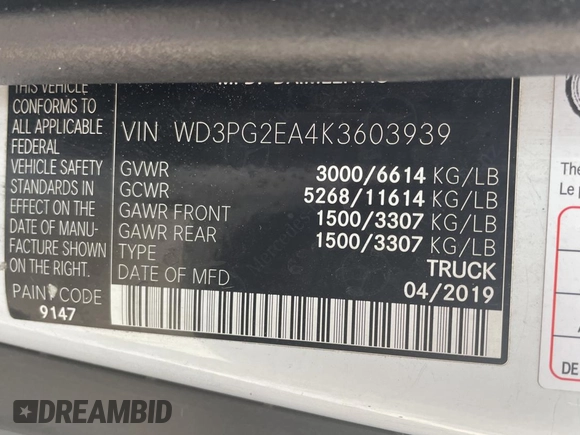 THIS VEHICLE
CONFORMS TO
ALL APPLICABLE
FEDERAL
VEHICLE SAFETY
STANDARDS IN
EFFECT ON THE
DATE OF MANU-
FACTURE SHOWN
ON THE RIGHT.
PAINT CODE
9147
VIN WD3PG2EA4K3603939
GVWR 3000/6614 KG/LB
GCWR 5268/11614 KG/LB
GAWR FRONT 1500/3307 KG/LB
GAWR REAR 1500/3307 KG/LB
TYPE TRUCK
DATE OF MFD 04/2019
The
Le p
DE
DREAMBID